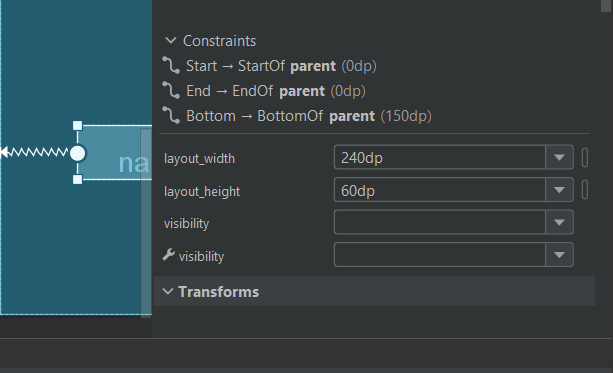 Constraints
Start → StartOf parent (0dp)
End → EndOf parent (0dp)
Bottom → BottomOf parent (150dp)
na
layout_width 240dp
layout_height 60dp
visibility
visibility
Transforms